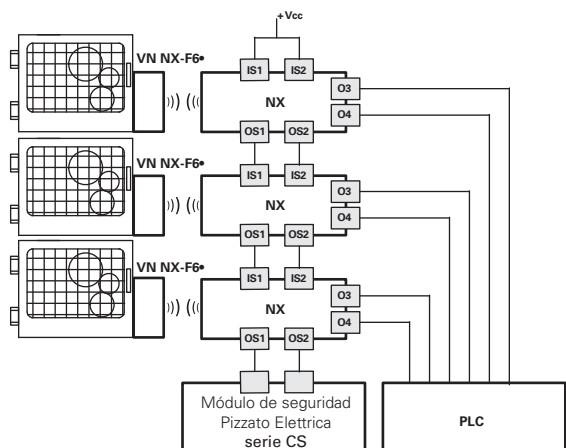 +Vcc
VN NX-F6•
IS1 IS2
NX
O3
O4
OS1 OS2
VN NX-F6•
IS1 IS2
NX
O3
O4
OS1 OS2
VN NX-F6•
IS1 IS2
NX
O3
O4
OS1 OS2
Módulo de seguridad
Pizzato Elettrica
serie CS
PLC